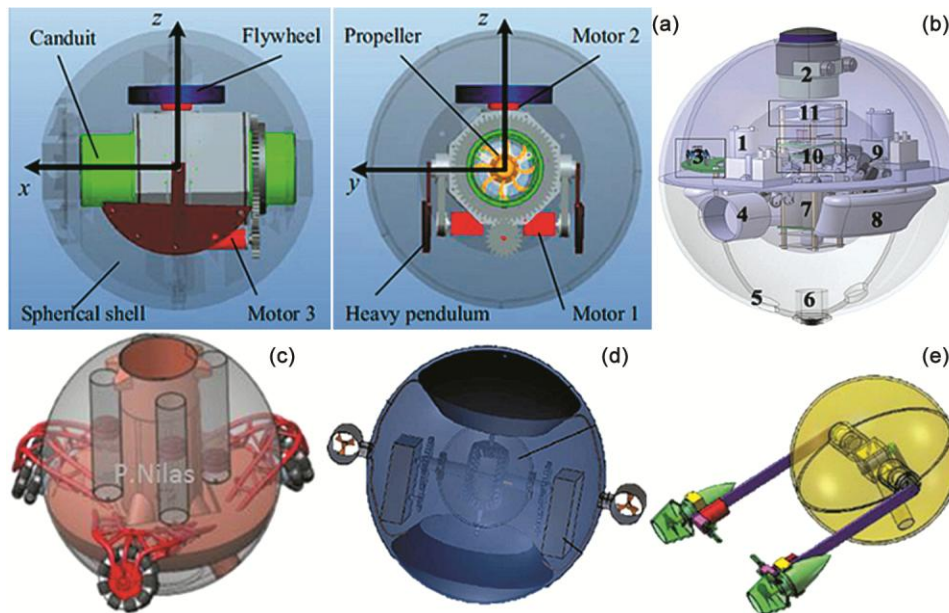 z
Canduit
Flywheel
x
Spherical shell
Motor 3
z
Propeller
Motor 2
y
Heavy pendulum
Motor 1
(a)
(b)
2
11
1
3
10
9
4
7
8
5
6
(c)
P.Nilas
(d)
(e)